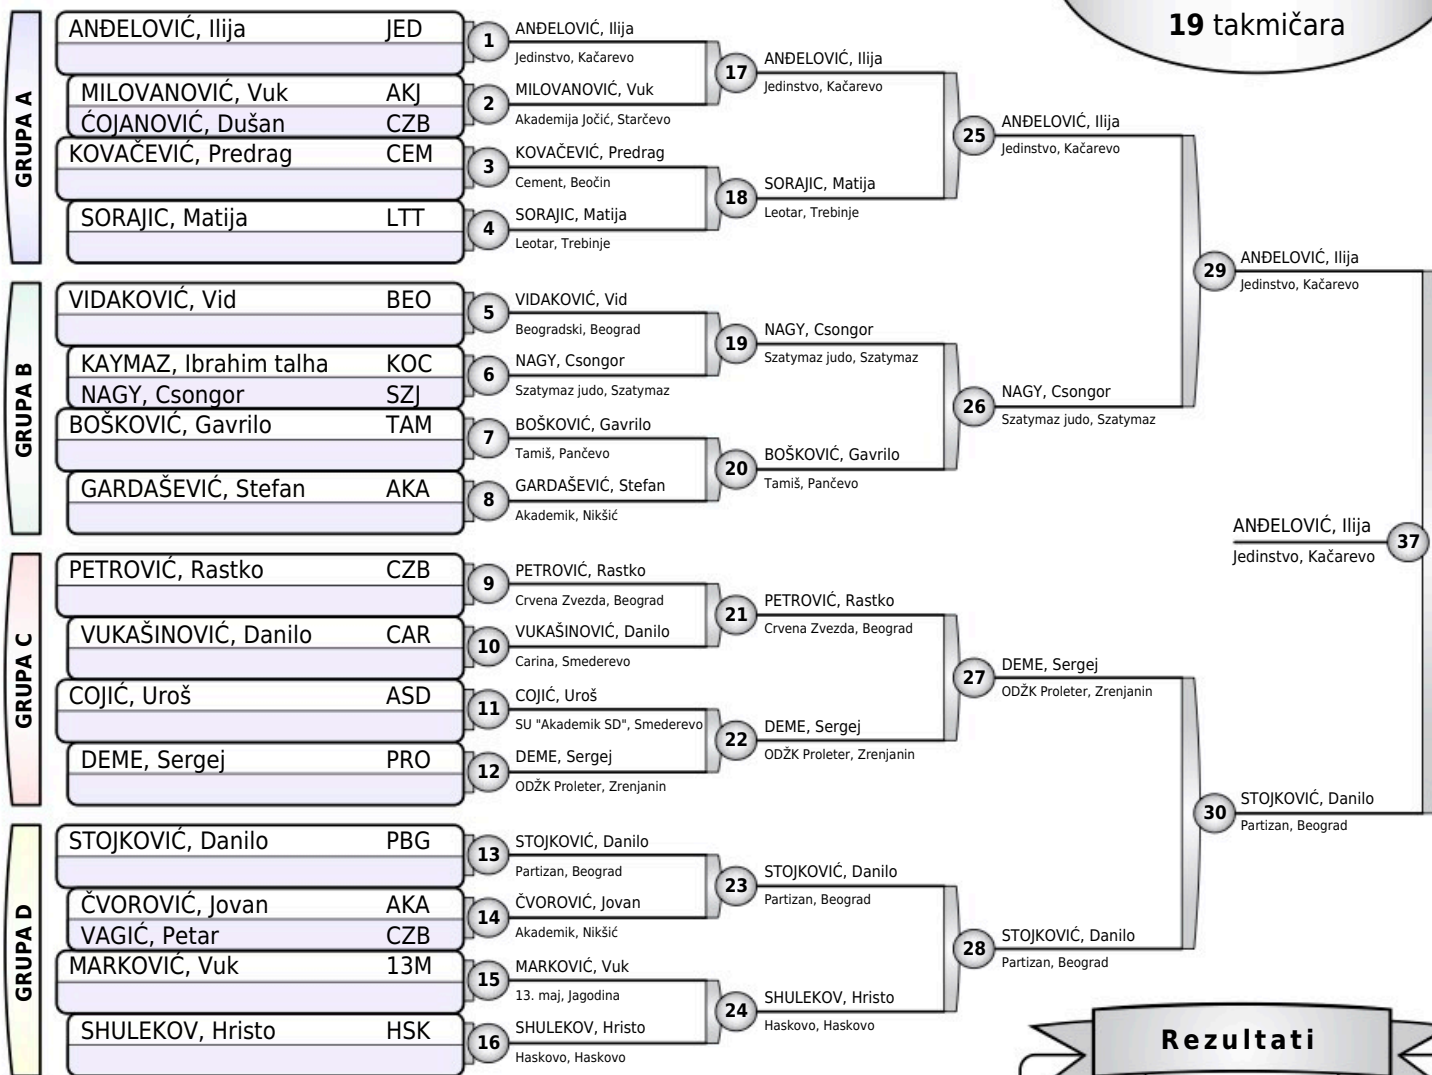 19 takmičara
GRUPA A
ANĐELOVIĆ, Ilija JED
MILOVANOVIĆ, Vuk AKJ
ĆOJANOVIĆ, Dušan CZB
KOVAČEVIĆ, Predrag CEM
SORAJIC, Matija LTT
GRUPA B
VIDAKOVIĆ, Vid BEO
KAYMAZ, Ibrahim talha KOC
NAGY, Csongor SZJ
BOŠKOVIĆ, Gavrilo TAM
GARDAŠEVIĆ, Stefan AKA
GRUPA C
PETROVIĆ, Rastko CZB
VUKAŠINOVIĆ, Danilo CAR
COJIĆ, Uroš ASD
DEME, Sergej PRO
GRUPA D
STOJKOVIĆ, Danilo PBG
ČVOROVIĆ, Jovan AKA
VAGIĆ, Petar CZB
MARKOVIĆ, Vuk 13M
SHULEKOV, Hristo HSK
1 ANĐELOVIĆ, Ilija
Jedinstvo, Kačarevo
2 MILOVANOVIĆ, Vuk
Akademija Jočić, Starčevo
3 KOVAČEVIĆ, Predrag
Cement, Beočin
4 SORAJIC, Matija
Leotar, Trebinje
5 VIDAKOVIĆ, Vid
Beogradski, Beograd
6 NAGY, Csongor
Szatymaz judo, Szatymaz
7 BOŠKOVIĆ, Gavrilo
Tamiš, Pančevo
8 GARDAŠEVIĆ, Stefan
Akademik, Nikšić
9 PETROVIĆ, Rastko
Crvena Zvezda, Beograd
10 VUKAŠINOVIĆ, Danilo
Carina, Smederevo
11 COJIĆ, Uroš
SU "Akademik SD", Smederevo
12 DEME, Sergej
ODŽK Proleter, Zrenjanin
13 STOJKOVIĆ, Danilo
Partizan, Beograd
14 ČVOROVIĆ, Jovan
Akademik, Nikšić
15 MARKOVIĆ, Vuk
13. maj, Jagodina
16 SHULEKOV, Hristo
Haskovo, Haskovo
17 ANĐELOVIĆ, Ilija
Jedinstvo, Kačarevo
18 SORAJIC, Matija
Leotar, Trebinje
19 NAGY, Csongor
Szatymaz judo, Szatymaz
20 BOŠKOVIĆ, Gavrilo
Tamiš, Pančevo
21 PETROVIĆ, Rastko
Crvena Zvezda, Beograd
22 DEME, Sergej
ODŽK Proleter, Zrenjanin
23 STOJKOVIĆ, Danilo
Partizan, Beograd
24 SHULEKOV, Hristo
Haskovo, Haskovo
25 ANĐELOVIĆ, Ilija
Jedinstvo, Kačarevo
26 NAGY, Csongor
Szatymaz judo, Szatymaz
27 DEME, Sergej
ODŽK Proleter, Zrenjanin
28 STOJKOVIĆ, Danilo
Partizan, Beograd
29 ANĐELOVIĆ, Ilija
Jedinstvo, Kačarevo
30 STOJKOVIĆ, Danilo
Partizan, Beograd
ANĐELOVIĆ, Ilija 37
Jedinstvo, Kačarevo
Rezultati